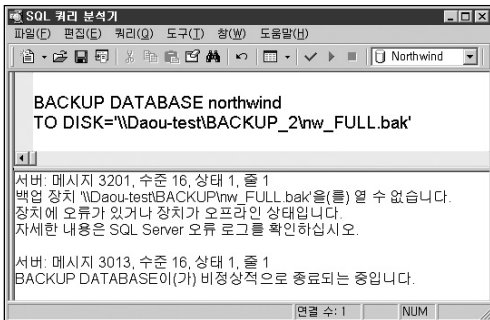 SQL 쿼리 분석기
파일(F) 편집(E) 쿼리(Q) 도구(T) 창(W) 도움말(H)
Northwind
BACKUP DATABASE northwind
TO DISK='\\Daou-test\BACKUP_2\nw_FULL.bak'
서버: 메시지 3201, 수준 16, 상태 1, 줄 1
백업 장치 '\\Daou-test\BACKUP\nw_FULL.bak'을(를) 열 수 없습니다.
장치에 오류가 있거나 장치가 오프라인 상태입니다.
자세한 내용은 SQL Server 오류 로그를 확인하십시오.
서버: 메시지 3013, 수준 16, 상태 1, 줄 1
BACKUP DATABASE이(가) 비정상적으로 종료되는 중입니다.
연결 수: 1 NUM